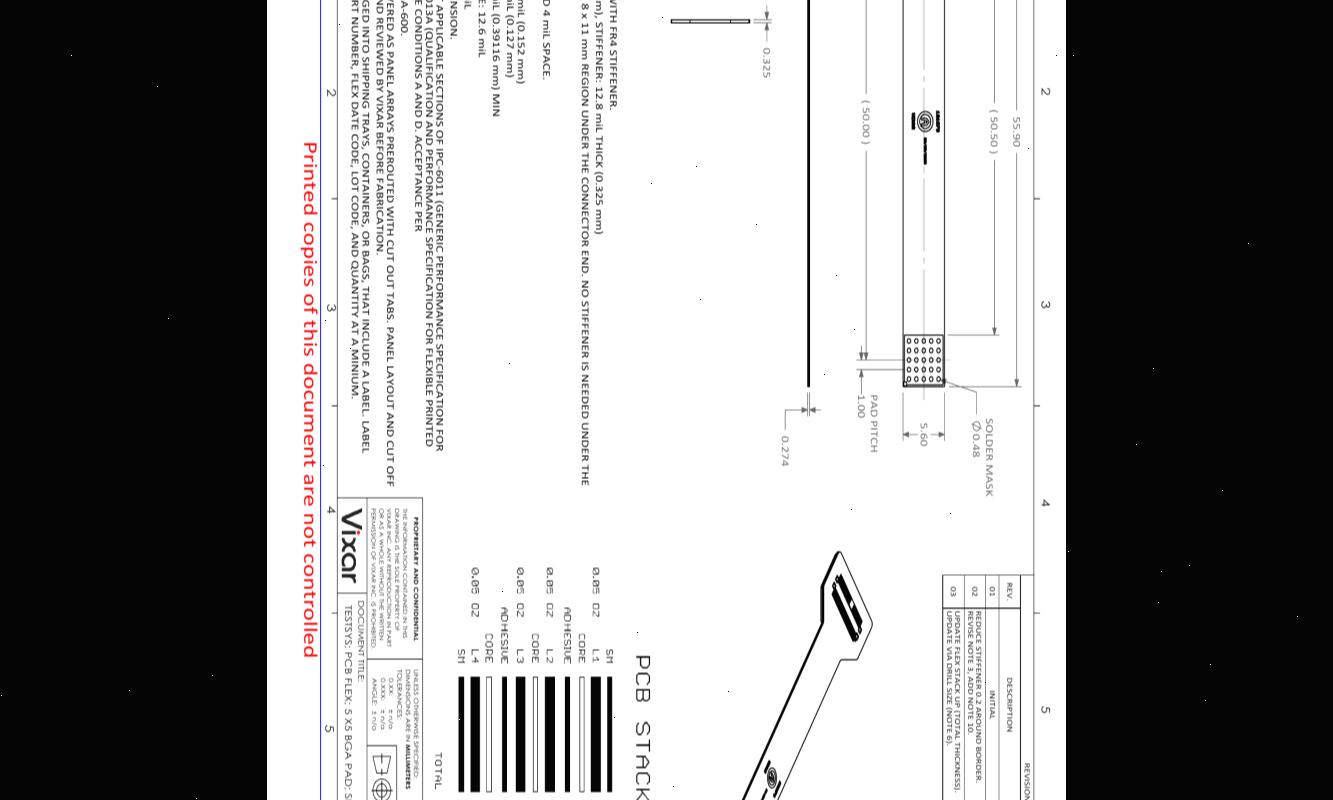 2
3
4
5
55.90
( 50.50 )
( 50.00 )
SOLDER MASK
∅0.48
5.60
PAD PITCH
1.00
0.274
0.325
REVISION
REV.
DESCRIPTION
01
INITIAL
02
REDUCE STIFFENER 0.2 AROUND BORDER.
REVISE NOTE 3, ADD NOTE 10.
03
UPDATE FLEX STACK UP (TOTAL THICKNESS).
UPDATE VIA DRILL SIZE (NOTE 6).
WITH FR4 STIFFENER.
m), STIFFENER: 12.8 miL THICK (0.325 mm)
8 x 11 mm REGION UNDER THE CONNECTOR END. NO STIFFENER IS NEEDED UNDER THE
D 4 miL SPACE.
miL (0.152 mm)
miL (0.127 mm)
iL (0.39116 mm) MIN
E: 12.6 miL
iL
NSION.
APPLICABLE SECTIONS OF IPC-6011 (GENERIC PERFORMANCE SPECIFICATION FOR
013A (QUALIFICATION AND PERFORMANCE SPECIFICATION FOR FLEXIBLE PRINTED
E CONDITIONS A AND D. ACCEPTANCE PER
A-600.
ERED AS PANEL ARRAYS PREROUTED WITH CUT OUT TABS. PANEL LAYOUT AND CUT OFF
ND REVIEWED BY VIXAR BEFORE FABRICATION.
GED INTO SHIPPING TRAYS, CONTAINERS, OR BAGS, THAT INCLUDE A LABEL. LABEL
RT NUMBER, FLEX DATE CODE, LOT CODE, AND QUANTITY AT A MINIUM.
PCB STACK
SM
0.05 OZ L1
CORE
ADHESIVE
0.05 OZ L2
CORE
0.05 OZ L3
ADHESIVE
CORE
0.05 OZ L4
SM
TOTAL
PROPRIETARY AND CONFIDENTIAL
THE INFORMATION CONTAINED IN THIS
DRAWING IS THE SOLE PROPERTY OF
VIXAR INC. ANY REPRODUCTION IN PART
OR AS A WHOLE WITHOUT THE WRITTEN
PERMISSION OF VIXAR INC. IS PROHIBITED.
UNLESS OTHERWISE SPECIFIED:
DIMENSIONS ARE IN MILLIMETERS
TOLERANCES:
0.XX: ± n/a
0.XXX: ± n/a
ANGLE: ± n/a
Vixar
DOCUMENT TITLE:
TESTSYS: PCB FLEX: 5 X5 BGA PAD; S
2
3
4
5
Printed copies of this document are not controlled